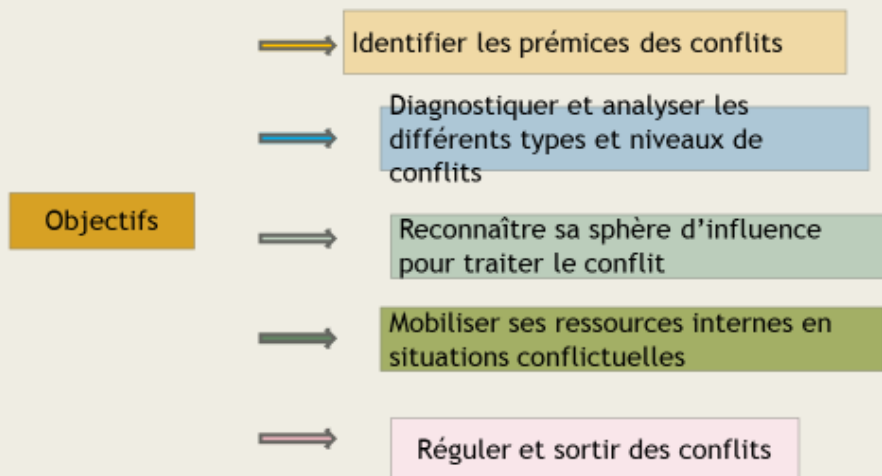 Identifier les prémices des conflits
Diagnostiquer et analyser les
différents types et niveaux de
conflits
Objectifs
Reconnaître sa sphère d'influence
pour traiter le conflit
Mobiliser ses ressources internes en
situations conflictuelles
Réguler et sortir des conflits